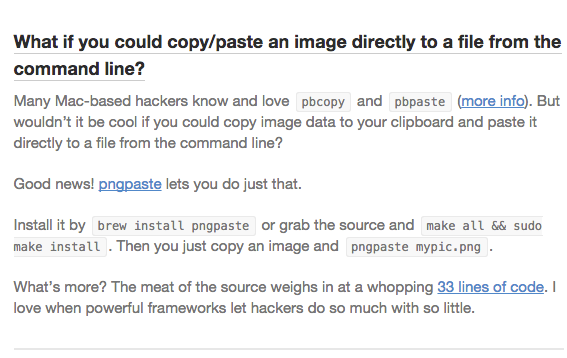 What if you could copy/paste an image directly to a file from the
command line?
Many Mac-based hackers know and love pbcopy and pbpaste (more info). But
wouldn't it be cool if you could copy image data to your clipboard and paste it
directly to a file from the command line?
Good news! pngpaste lets you do just that.
Install it by brew install pngpaste or grab the source and make all && sudo
make install. Then you just copy an image and pngpaste mypic.png.
What's more? The meat of the source weighs in at a whopping 33 lines of code. I
love when powerful frameworks let hackers do so much with so little.